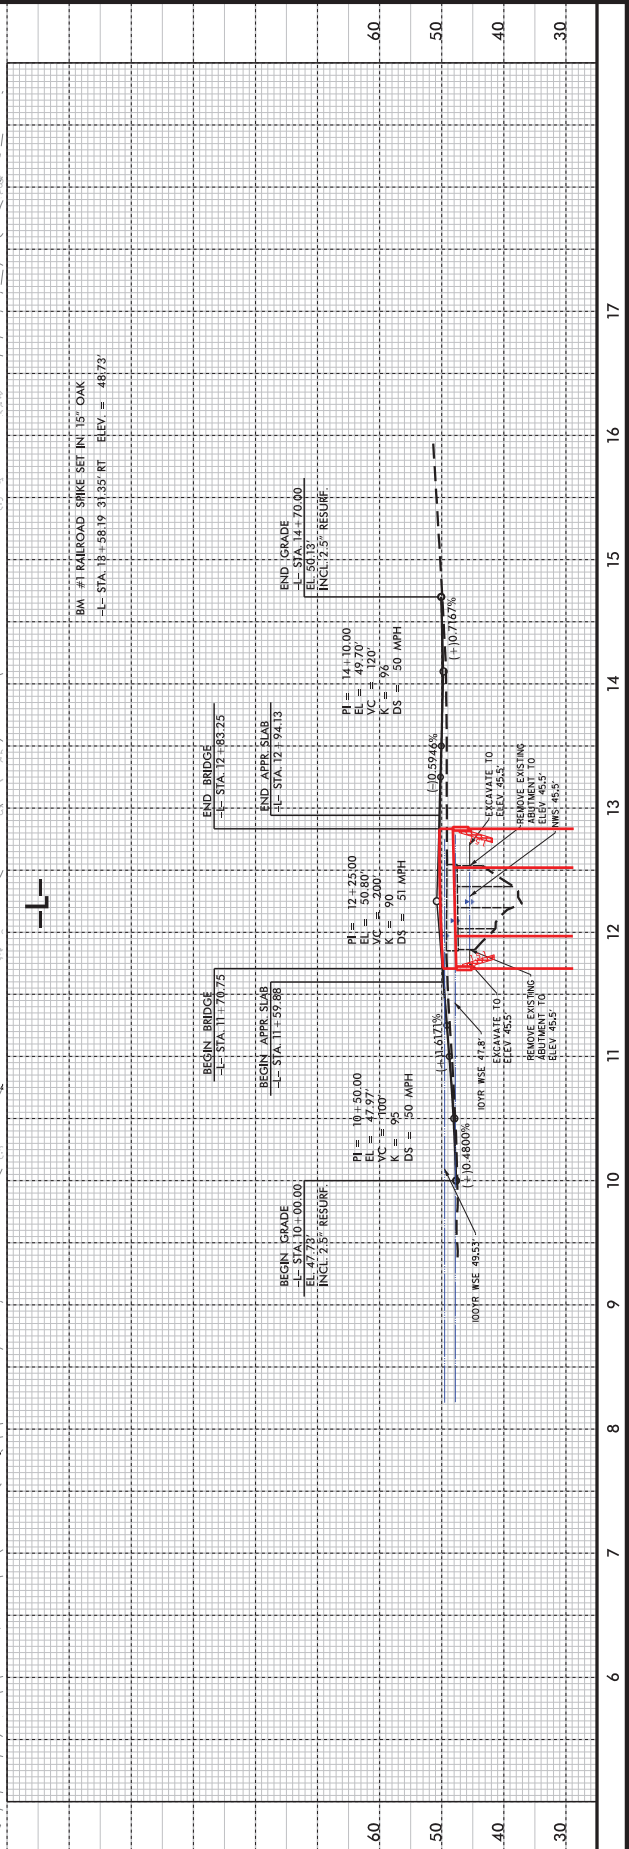 -L-
BM #1 RAILROAD SPIKE SET IN 15" OAK
-L- STA. 13+58.19 31.35' RT ELEV. = 48.73'
BEGIN GRADE
-L- STA. 10+00.00
EL. 47.73'
INCL. 2.5" RESURF.
BEGIN BRIDGE
-L- STA. 11+70.75
BEGIN APPR. SLAB
-L- STA. 11+59.88
END BRIDGE
-L- STA. 12+83.25
END APPR. SLAB
-L- STA. 12+94.13
END GRADE
-L- STA. 14+70.00
EL. 50.13'
INCL. 2.5" RESURF.
PI = 10+50.00
EL = 47.97'
VC = 100'
K = 95
DS = 50 MPH
PI = 12+25.00
EL = 50.80'
VC = 200'
K = 90
DS = 51 MPH
PI = 14+10.00
EL = 49.70'
VC = 120'
K = 96
DS = 50 MPH
(+)0.4800%
(+)1.6171%
(-)0.5946%
(+)0.7167%
100YR WSE 49.53'
10YR WSE 47.8'
EXCAVATE TO
ELEV 45.5'
REMOVE EXISTING
ABUTMENT TO
ELEV 45.5'
EXCAVATE TO
ELEV. 45.5'
REMOVE EXISTING
ABUTMENT TO
ELEV 45.5'
NWS 45.5'
60
50
40
30
60
50
40
30
6
7
8
9
10
11
12
13
14
15
16
17